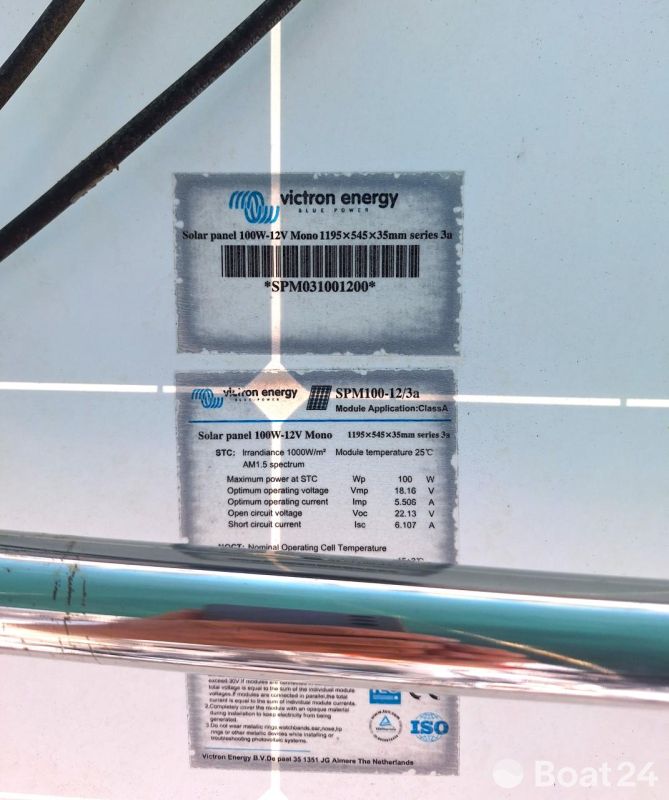 victron energy
BLUE POWER
Solar panel 100W-12V Mono 1195×545×35mm series 3a
*SPM031001200*
victron energy
BLUE POWER
SPM100-12/3a
Module Application:ClassA
Solar panel 100W-12V Mono 1195×545×35mm series 3a
STC: Irrandiance 1000W/m² Module temperature 25℃
AM1.5 spectrum
Maximum power at STC Wp 100 W
Optimum operating voltage Vmp 18.16 V
Optimum operating current Imp 5.506 A
Open circuit voltage Voc 22.13 V
Short circuit current Isc 6.107 A
NOCT: Nominal Operating Cell Temperature
total voltage is equal to the sum of the individual module
voltages.If modules are connected in parallel,the total
current is equal to sum of individual module currents.
2.Completely cover the module with an opaque material
during installation to keep electricity from being
generated.
3.Do not wear metallic rings watchbands,ear,nose,lip
rings or other metallic devices while installing or
troubleshooting photovoltaic systems.
CE
ISO
Victron Energy B.V.De paal 35 1351 JG Almere The Netherlands
Boat24